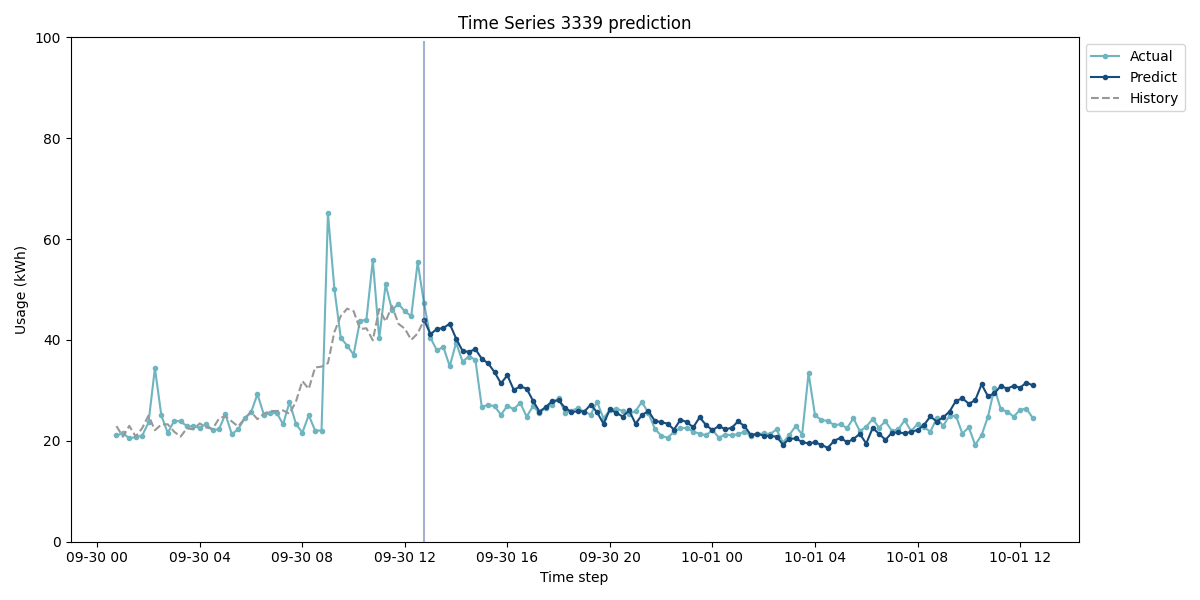 Time Series 3339 prediction
Usage (kWh)
100
80
60
40
20
0
09-30 00
09-30 04
09-30 08
09-30 12
09-30 16
09-30 20
10-01 00
10-01 04
10-01 08
10-01 12
Time step
Actual
Predict
History